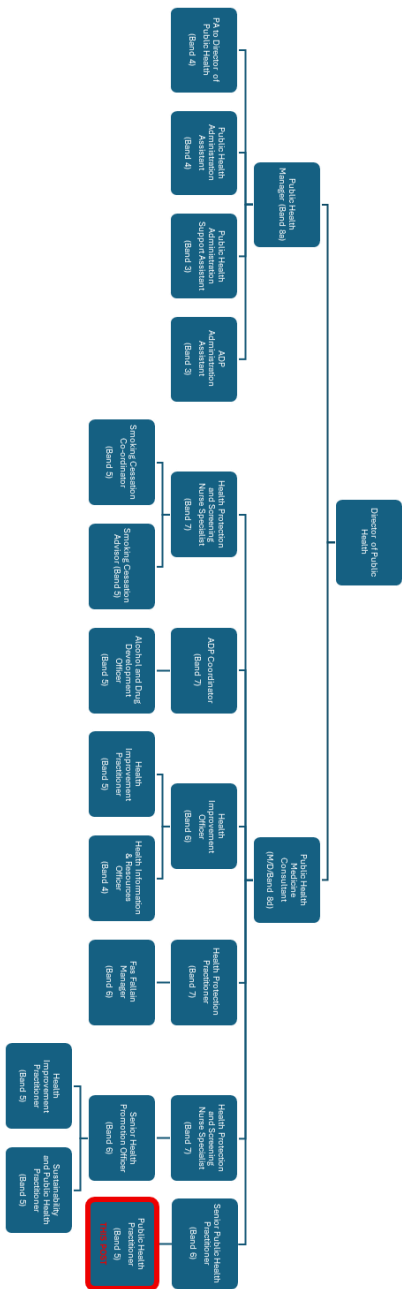 Director of Public
Health
Public Health
Manager (Band 8a)
Public Health
Medicine
Consultant
(M/D/Band 8d)
PA to Director of
Public Health
(Band 4)
Public Health
Administration
Assistant
(Band 4)
Public Health
Administration
Support Assistant
(Band 3)
ADP
Administration
Assistant
(Band 3)
Health Protection
and Screening
Nurse Specialist
(Band 7)
ADP Coordinator
(Band 7)
Health
Improvement
Officer
(Band 6)
Health Protection
Practitioner
(Band 7)
Health Protection
and Screening
Nurse Specialist
(Band 7)
Senior Public Health
Practitioner
(Band 6)
Smoking Cessation
Co-ordinator
(Band 5)
Smoking Cessation
Advisor (Band 5)
Alcohol and Drug
Development
Officer
(Band 5)
Health
Improvement
Practitioner
(Band 5)
Health Information
& Resources
Officer
(Band 4)
Fas Fallain
Manager
(Band 6)
Senior Health
Promotion Officer
(Band 6)
Public Health
Practitioner
(Band 5)
THIS POST
Health
Improvement
Practitioner
(Band 5)
Sustainability
and Public Health
Practitioner
(Band 5)